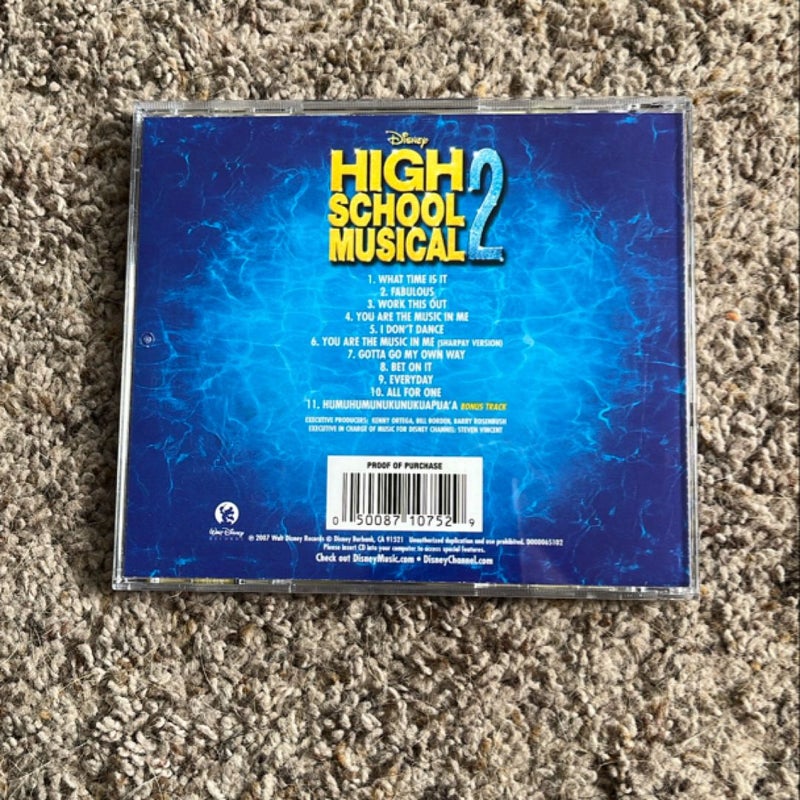 Disney
HIGH
SCHOOL
MUSICAL 2
1. WHAT TIME IS IT
2. FABULOUS
3. WORK THIS OUT
4. YOU ARE THE MUSIC IN ME
5. I DON'T DANCE
6. YOU ARE THE MUSIC IN ME (SHARPAY VERSION)
7. GOTTA GO MY OWN WAY
8. BET ON IT
9. EVERYDAY
10. ALL FOR ONE
11. HUMUHUMUNUKUNUKUAPUA'A BONUS TRACK
EXECUTIVE PRODUCERS: KENNY ORTEGA, BILL BORDEN, BARRY ROSENBUSH
EXECUTIVE IN CHARGE OF MUSIC FOR DISNEY CHANNEL: STEVEN VINCENT
PROOF OF PURCHASE
0 50087 10752 9
Walt Disney
RECORDS
℗ 2007 Walt Disney Records © Disney Burbank, CA 91521 Unauthorized duplication and use prohibited. D000065102
Please insert CD into your computer to access special features.
Check out DisneyMusic.com • DisneyChannel.com